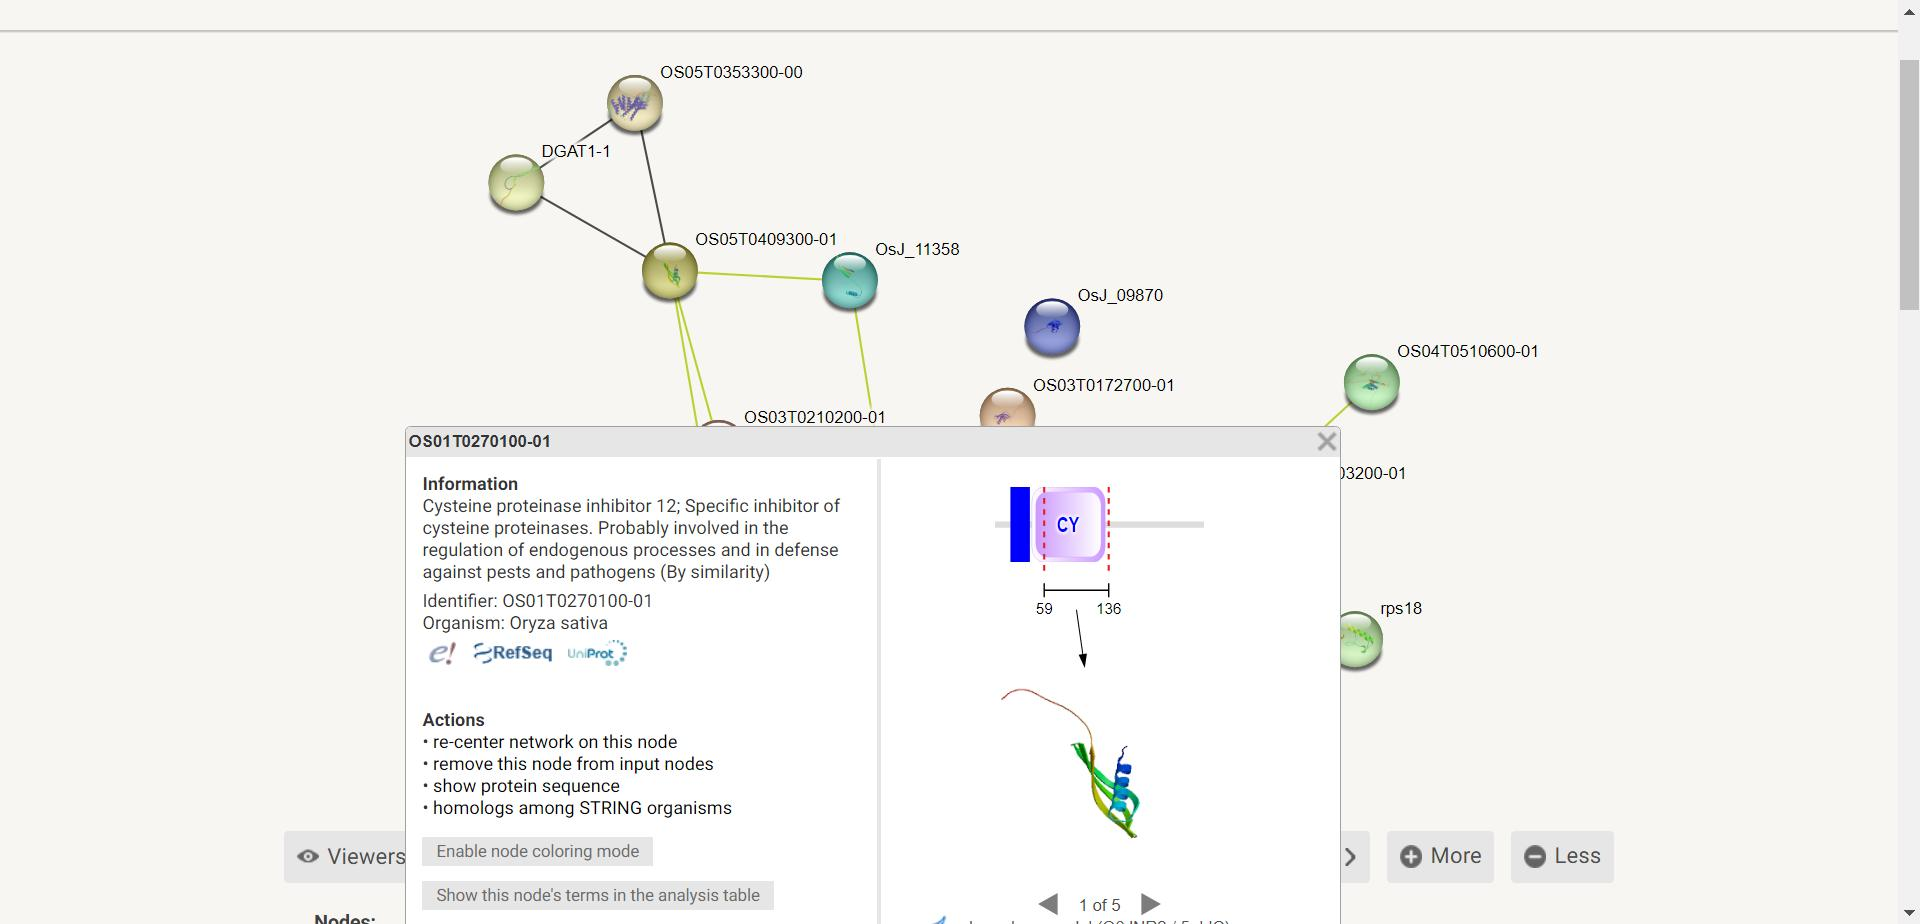 OS05T0353300-00
DGAT1-1
OS05T0409300-01
OsJ_11358
OsJ_09870
OS04T0510600-01
OS03T0172700-01
OS03T0210200-01
OS01T0270100-01
03200-01
Information
Cysteine proteinase inhibitor 12; Specific inhibitor of
cysteine proteinases. Probably involved in the
regulation of endogenous processes and in defense
against pests and pathogens (By similarity)
Identifier: OS01T0270100-01
Organism: Oryza sativa
e! RefSeq UniProt
CY
59 136
rps18
Actions
• re-center network on this node
• remove this node from input nodes
• show protein sequence
• homologs among STRING organisms
Viewers
Enable node coloring mode
Show this node's terms in the analysis table
1 of 5
More
Less
Nodes: